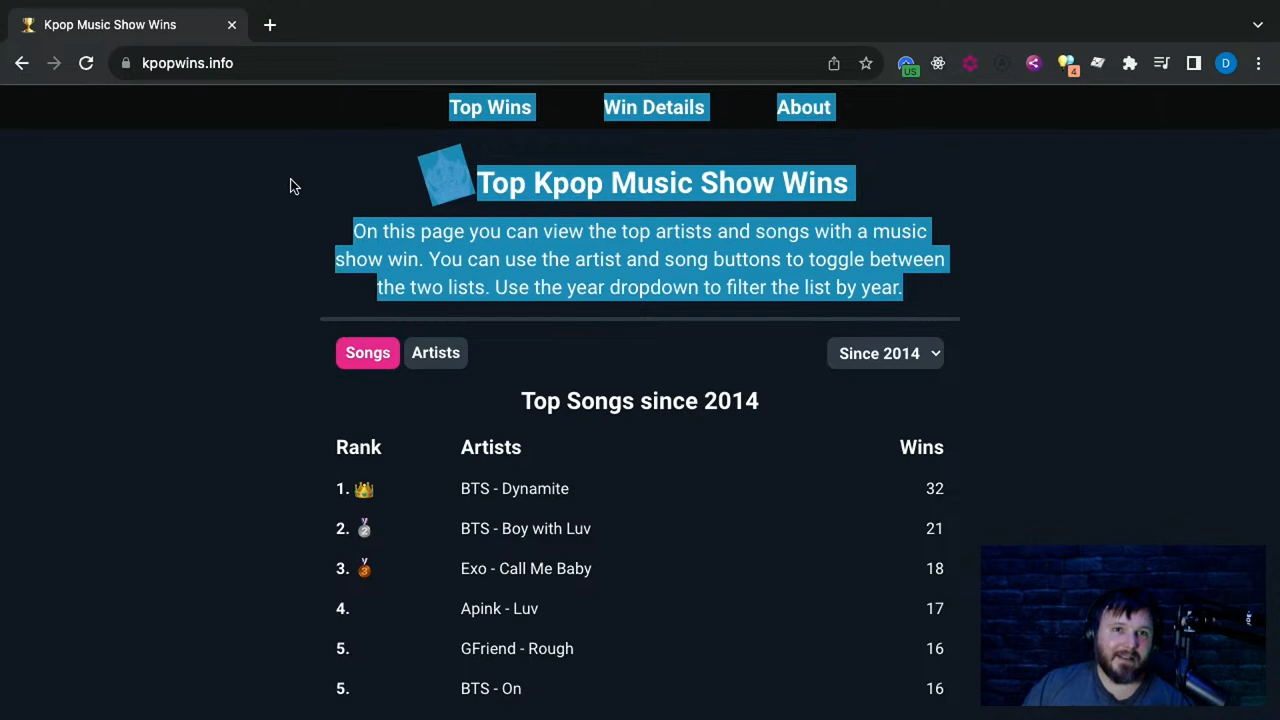 Kpop Music Show Wins
kpopwins.info
US
4
D
Top Wins Win Details About
Top Kpop Music Show Wins
On this page you can view the top artists and songs with a music
show win. You can use the artist and song buttons to toggle between
the two lists. Use the year dropdown to filter the list by year.
Songs Artists Since 2014
Top Songs since 2014
Rank Artists Wins
1. BTS - Dynamite 32
2. BTS - Boy with Luv 21
3. Exo - Call Me Baby 18
4. Apink - Luv 17
5. GFriend - Rough 16
5. BTS - On 16